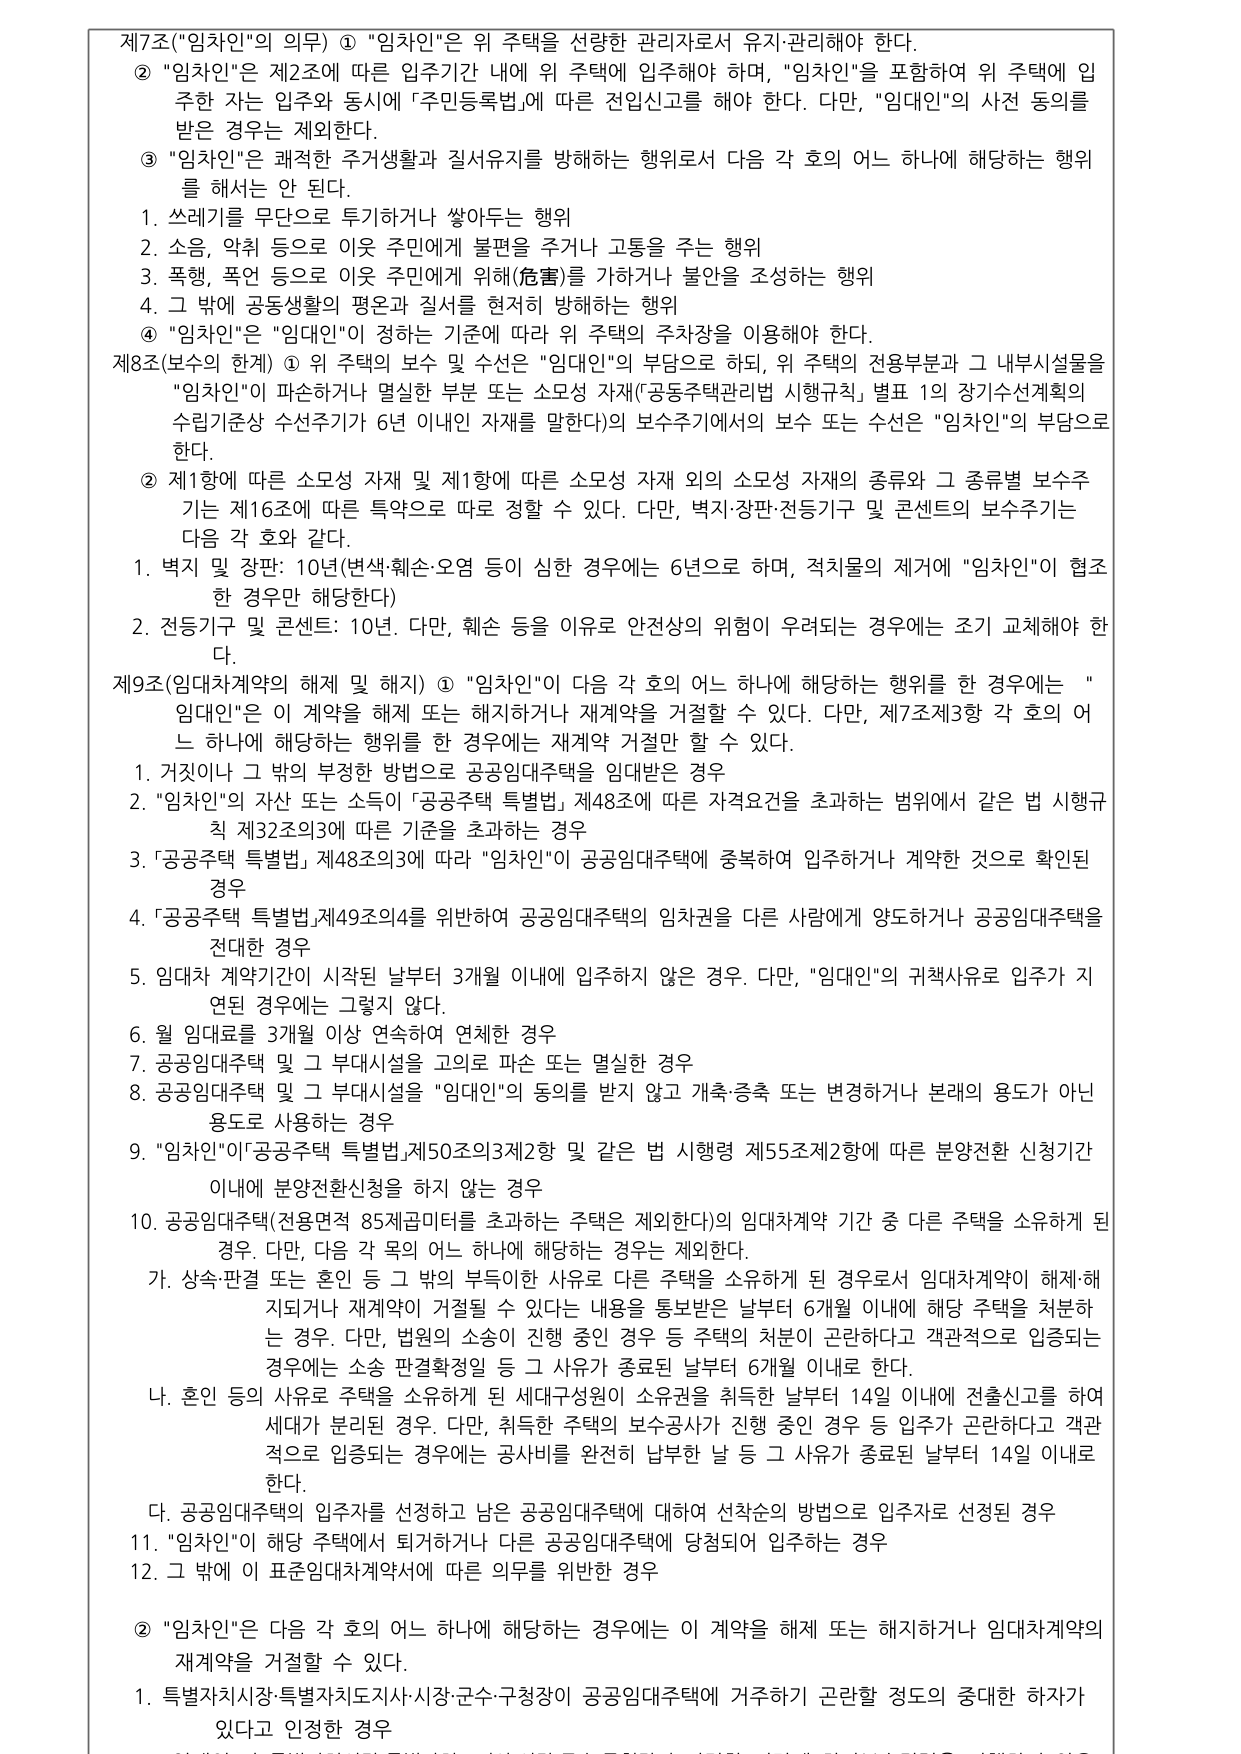 제7조("임차인"의 의무) ① "임차인"은 위 주택을 선량한 관리자로서 유지·관리해야 한다.
② "임차인"은 제2조에 따른 입주기간 내에 위 주택에 입주해야 하며, "임차인"을 포함하여 위 주택에 입
주한 자는 입주와 동시에 「주민등록법」에 따른 전입신고를 해야 한다. 다만, "임대인"의 사전 동의를
받은 경우는 제외한다.
③ "임차인"은 쾌적한 주거생활과 질서유지를 방해하는 행위로서 다음 각 호의 어느 하나에 해당하는 행위
를 해서는 안 된다.
1. 쓰레기를 무단으로 투기하거나 쌓아두는 행위
2. 소음, 악취 등으로 이웃 주민에게 불편을 주거나 고통을 주는 행위
3. 폭행, 폭언 등으로 이웃 주민에게 위해(危害)를 가하거나 불안을 조성하는 행위
4. 그 밖에 공동생활의 평온과 질서를 현저히 방해하는 행위
④ "임차인"은 "임대인"이 정하는 기준에 따라 위 주택의 주차장을 이용해야 한다.
제8조(보수의 한계) ① 위 주택의 보수 및 수선은 "임대인"의 부담으로 하되, 위 주택의 전용부분과 그 내부시설물을
"임차인"이 파손하거나 멸실한 부분 또는 소모성 자재(「공동주택관리법 시행규칙」 별표 1의 장기수선계획의
수립기준상 수선주기가 6년 이내인 자재를 말한다)의 보수주기에서의 보수 또는 수선은 "임차인"의 부담으로
한다.
② 제1항에 따른 소모성 자재 및 제1항에 따른 소모성 자재 외의 소모성 자재의 종류와 그 종류별 보수주
기는 제16조에 따른 특약으로 따로 정할 수 있다. 다만, 벽지·장판·전등기구 및 콘센트의 보수주기는
다음 각 호와 같다.
1. 벽지 및 장판: 10년(변색·훼손·오염 등이 심한 경우에는 6년으로 하며, 적치물의 제거에 "임차인"이 협조
한 경우만 해당한다)
2. 전등기구 및 콘센트: 10년. 다만, 훼손 등을 이유로 안전상의 위험이 우려되는 경우에는 조기 교체해야 한
다.
제9조(임대차계약의 해제 및 해지) ① "임차인"이 다음 각 호의 어느 하나에 해당하는 행위를 한 경우에는 "
임대인"은 이 계약을 해제 또는 해지하거나 재계약을 거절할 수 있다. 다만, 제7조제3항 각 호의 어
느 하나에 해당하는 행위를 한 경우에는 재계약 거절만 할 수 있다.
1. 거짓이나 그 밖의 부정한 방법으로 공공임대주택을 임대받은 경우
2. "임차인"의 자산 또는 소득이 「공공주택 특별법」 제48조에 따른 자격요건을 초과하는 범위에서 같은 법 시행규
칙 제32조의3에 따른 기준을 초과하는 경우
3. 「공공주택 특별법」 제48조의3에 따라 "임차인"이 공공임대주택에 중복하여 입주하거나 계약한 것으로 확인된
경우
4. 「공공주택 특별법」제49조의4를 위반하여 공공임대주택의 임차권을 다른 사람에게 양도하거나 공공임대주택을
전대한 경우
5. 임대차 계약기간이 시작된 날부터 3개월 이내에 입주하지 않은 경우. 다만, "임대인"의 귀책사유로 입주가 지
연된 경우에는 그렇지 않다.
6. 월 임대료를 3개월 이상 연속하여 연체한 경우
7. 공공임대주택 및 그 부대시설을 고의로 파손 또는 멸실한 경우
8. 공공임대주택 및 그 부대시설을 "임대인"의 동의를 받지 않고 개축·증축 또는 변경하거나 본래의 용도가 아닌
용도로 사용하는 경우
9. "임차인"이「공공주택 특별법」제50조의3제2항 및 같은 법 시행령 제55조제2항에 따른 분양전환 신청기간
이내에 분양전환신청을 하지 않는 경우
10. 공공임대주택(전용면적 85제곱미터를 초과하는 주택은 제외한다)의 임대차계약 기간 중 다른 주택을 소유하게 된
경우. 다만, 다음 각 목의 어느 하나에 해당하는 경우는 제외한다.
가. 상속·판결 또는 혼인 등 그 밖의 부득이한 사유로 다른 주택을 소유하게 된 경우로서 임대차계약이 해제·해
지되거나 재계약이 거절될 수 있다는 내용을 통보받은 날부터 6개월 이내에 해당 주택을 처분하
는 경우. 다만, 법원의 소송이 진행 중인 경우 등 주택의 처분이 곤란하다고 객관적으로 입증되는
경우에는 소송 판결확정일 등 그 사유가 종료된 날부터 6개월 이내로 한다.
나. 혼인 등의 사유로 주택을 소유하게 된 세대구성원이 소유권을 취득한 날부터 14일 이내에 전출신고를 하여
세대가 분리된 경우. 다만, 취득한 주택의 보수공사가 진행 중인 경우 등 입주가 곤란하다고 객관
적으로 입증되는 경우에는 공사비를 완전히 납부한 날 등 그 사유가 종료된 날부터 14일 이내로
한다.
다. 공공임대주택의 입주자를 선정하고 남은 공공임대주택에 대하여 선착순의 방법으로 입주자로 선정된 경우
11. "임차인"이 해당 주택에서 퇴거하거나 다른 공공임대주택에 당첨되어 입주하는 경우
12. 그 밖에 이 표준임대차계약서에 따른 의무를 위반한 경우
② "임차인"은 다음 각 호의 어느 하나에 해당하는 경우에는 이 계약을 해제 또는 해지하거나 임대차계약의
재계약을 거절할 수 있다.
1. 특별자치시장·특별자치도지사·시장·군수·구청장이 공공임대주택에 거주하기 곤란할 정도의 중대한 하자가
있다고 인정한 경우